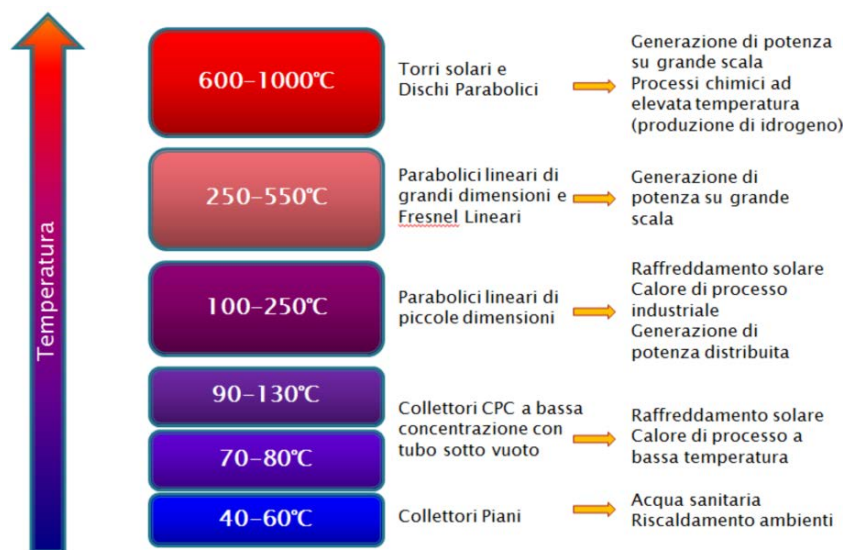 Temperatura
600-1000°C
Torri solari e
Dischi Parabolici
Generazione di potenza
su grande scala
Processi chimici ad
elevata temperatura
(produzione di idrogeno)
250-550°C
Parabolici lineari di
grandi dimensioni e
Fresnel Lineari
Generazione di
potenza su grande
scala
100-250°C
Parabolici lineari di
piccole dimensioni
Raffreddamento solare
Calore di processo
industriale
Generazione di
potenza distribuita
90-130°C
70-80°C
Collettori CPC a bassa
concentrazione con
tubo sotto vuoto
Raffreddamento solare
Calore di processo a
bassa temperatura
40-60°C
Collettori Piani
Acqua sanitaria
Riscaldamento ambienti